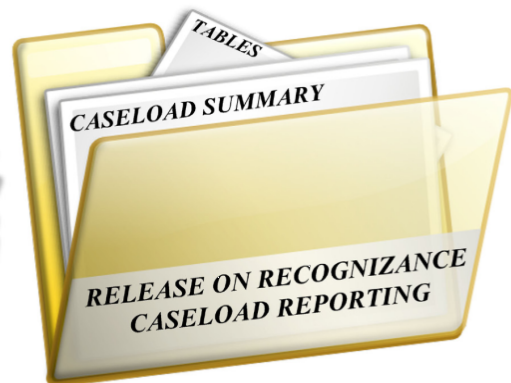 TABLES
CASELOAD SUMMARY
RELEASE ON RECOGNIZANCE
CASELOAD REPORTING